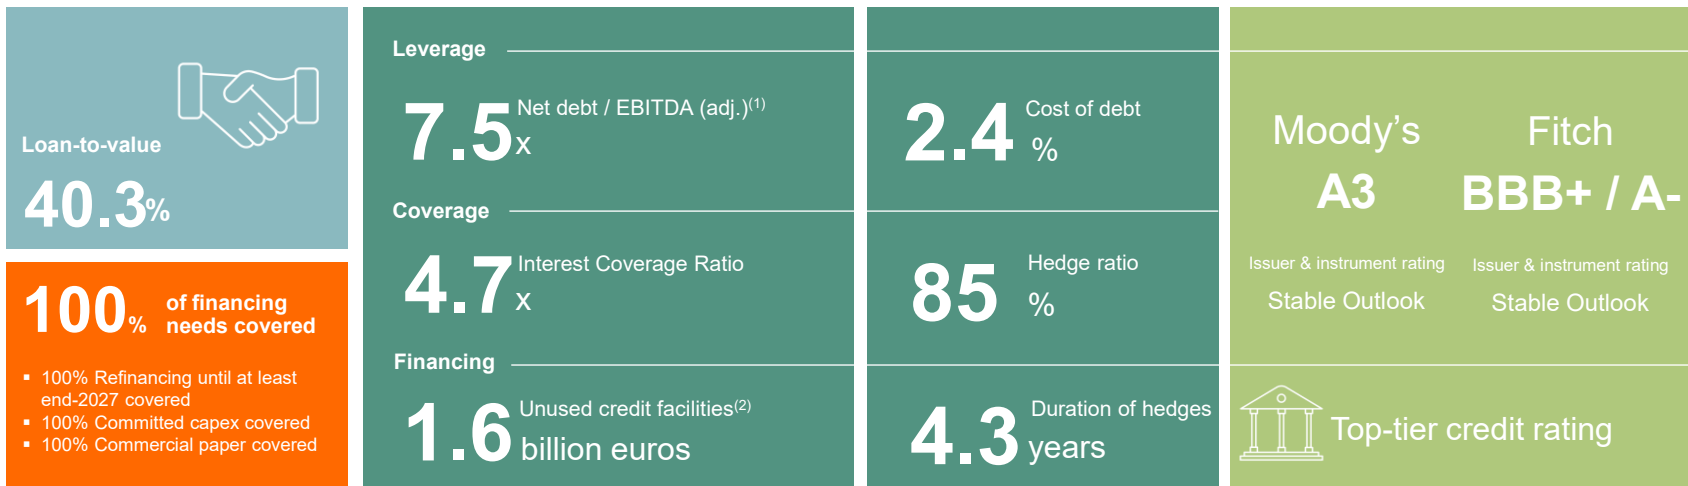 Loan-to-value
40.3%
100% of financing
needs covered
▪ 100% Refinancing until at least
end-2027 covered
▪ 100% Committed capex covered
▪ 100% Commercial paper covered
Leverage
7.5 x Net debt / EBITDA (adj.)(1)
2.4 % Cost of debt
Coverage
4.7 x Interest Coverage Ratio
85 % Hedge ratio
Financing
1.6 Unused credit facilities(2)
billion euros
4.3 Duration of hedges
years
Moody's
A3
Issuer & instrument rating
Stable Outlook
Fitch
BBB+ / A-
Issuer & instrument rating
Stable Outlook
Top-tier credit rating